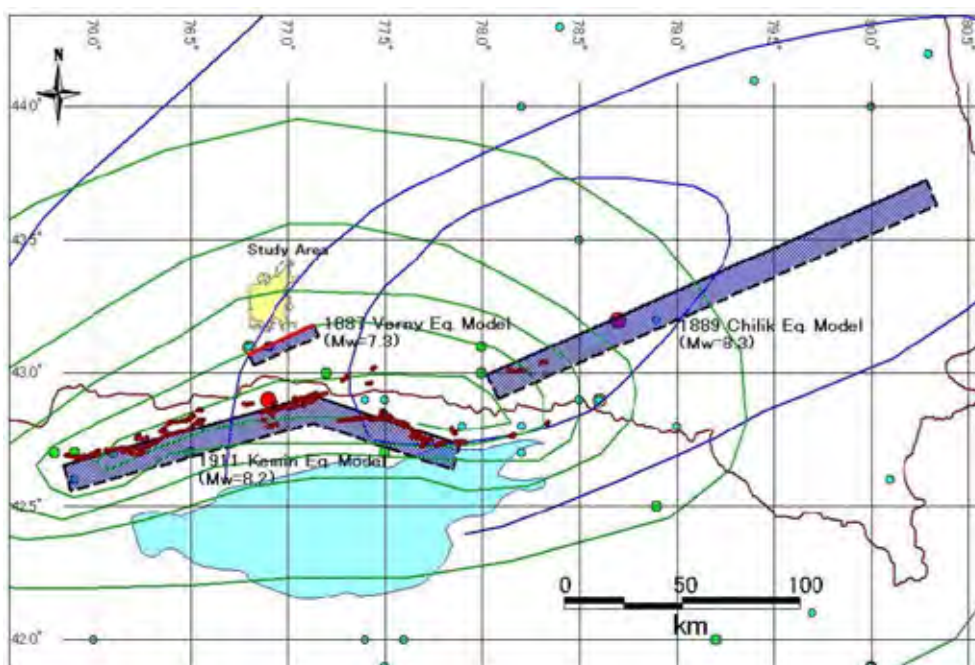 76.0°
76.5°
77.0°
77.5°
78.0°
78.5°
79.0°
79.5°
80.0°
80.5°
N
44.0°
43.5°
Study Area
1887 Verny Eq. Model
(Mw=7.3)
1889 Chilik Eq. Model
(Mw=8.3)
43.0°
1911 Kemin Eq. Model
(Mw=8.2)
42.5°
0 50 100
km
42.0°